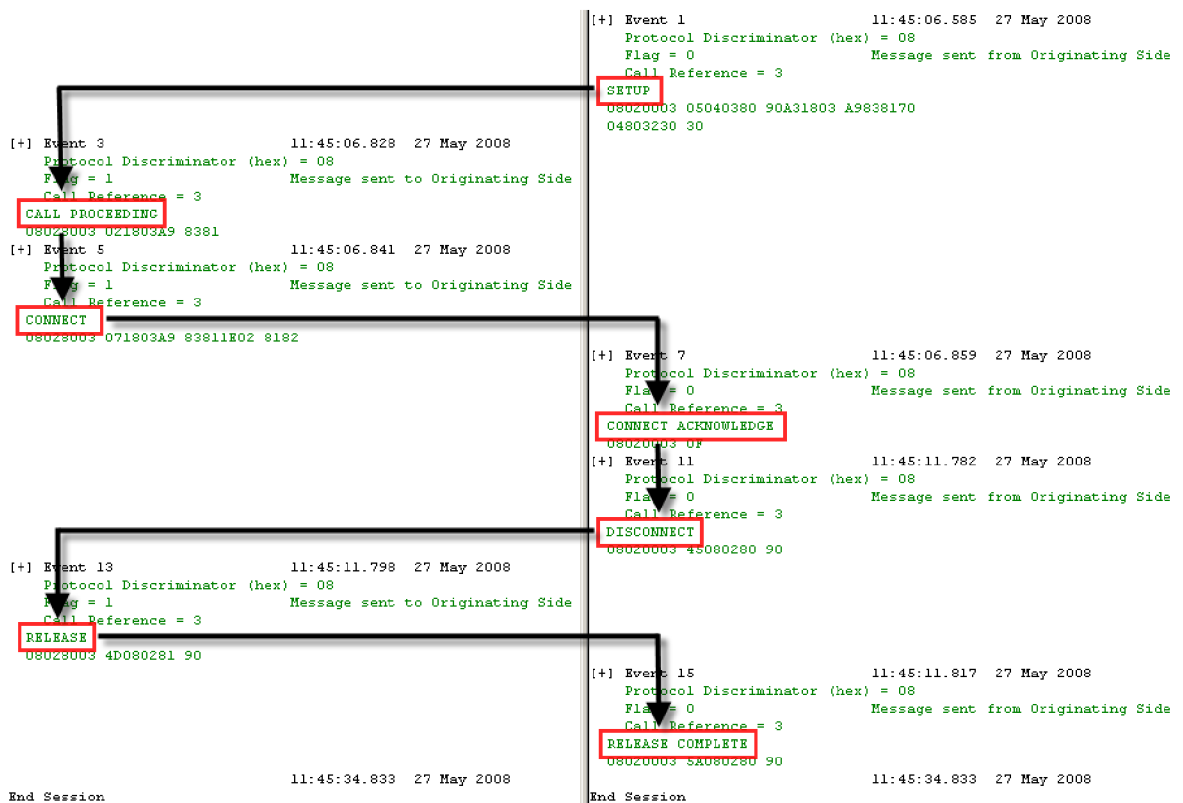 [+] Event 1 11:45:06.585 27 May 2008
Protocol Discriminator (hex) = 08
Flag = 0 Message sent from Originating Side
Call Reference = 3
SETUP
08020003 05040380 90A31803 A9838170
04803230 30
[+] Event 3 11:45:06.828 27 May 2008
Protocol Discriminator (hex) = 08
Flag = 1 Message sent to Originating Side
Call Reference = 3
CALL PROCEEDING
08028003 021803A9 8381
[+] Event 5 11:45:06.841 27 May 2008
Protocol Discriminator (hex) = 08
Flag = 1 Message sent to Originating Side
Call Reference = 3
CONNECT
08028003 071803A9 83811E02 8182
[+] Event 7 11:45:06.859 27 May 2008
Protocol Discriminator (hex) = 08
Flag = 0 Message sent from Originating Side
Call Reference = 3
CONNECT ACKNOWLEDGE
08020003 0F
[+] Event 11 11:45:11.782 27 May 2008
Protocol Discriminator (hex) = 08
Flag = 0 Message sent from Originating Side
Call Reference = 3
DISCONNECT
08020003 45080280 90
[+] Event 13 11:45:11.798 27 May 2008
Protocol Discriminator (hex) = 08
Flag = 1 Message sent to Originating Side
Call Reference = 3
RELEASE
08028003 4D080281 90
[+] Event 15 11:45:11.817 27 May 2008
Protocol Discriminator (hex) = 08
Flag = 0 Message sent from Originating Side
Call Reference = 3
RELEASE COMPLETE
08020003 5A080280 90
11:45:34.833 27 May 2008
End Session
11:45:34.833 27 May 2008
End Session